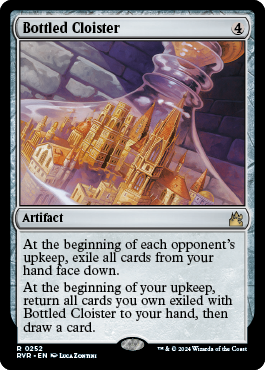 Bottled Cloister 4
Artifact
At the beginning of each opponent's
upkeep, exile all cards from your
hand face down.
At the beginning of your upkeep,
return all cards you own exiled with
Bottled Cloister to your hand, then
draw a card.
R 0252
RVR • EN Luca Zontini
™ & © 2024 Wizards of the Coast